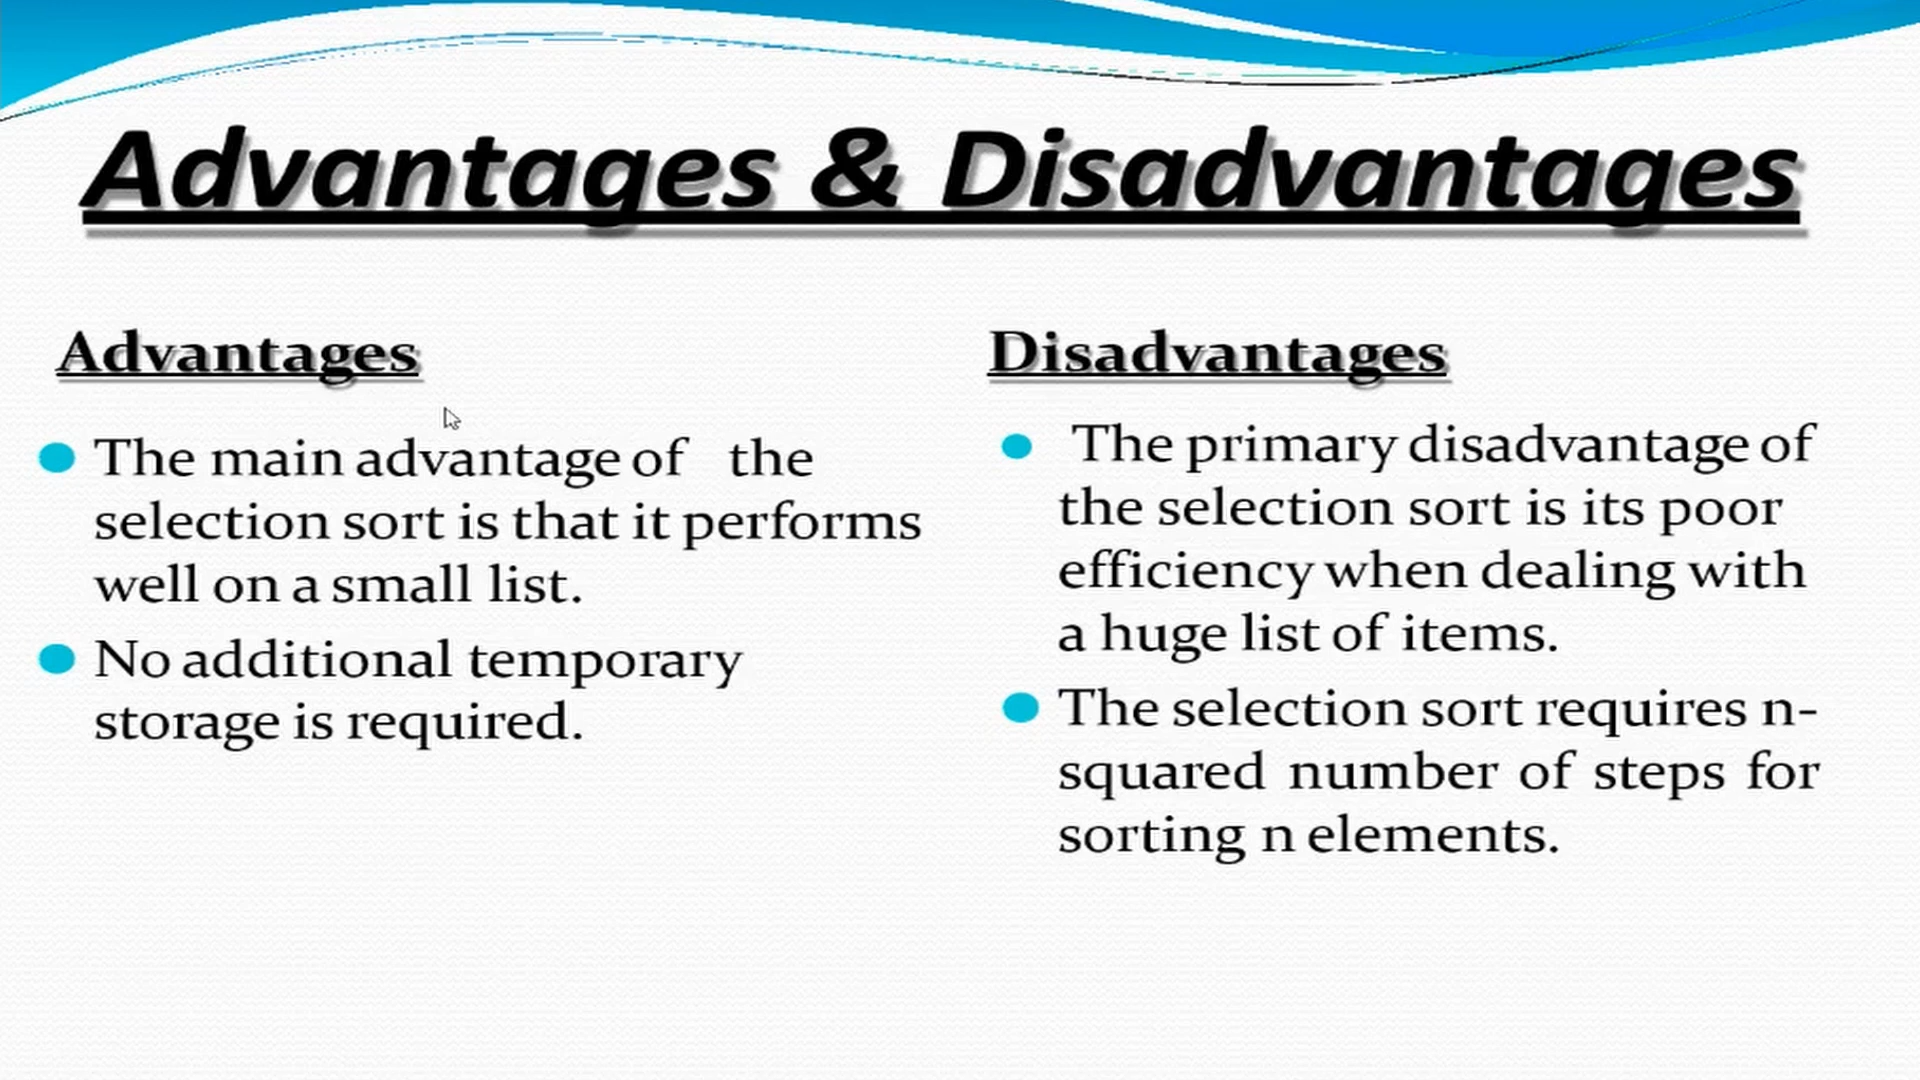 Advantages & Disadvantages
Advantages
The main advantage of the
selection sort is that it performs
well on a small list.
No additional temporary
storage is required.
Disadvantages
The primary disadvantage of
the selection sort is its poor
efficiency when dealing with
a huge list of items.
The selection sort requires n-
squared number of steps for
sorting n elements.